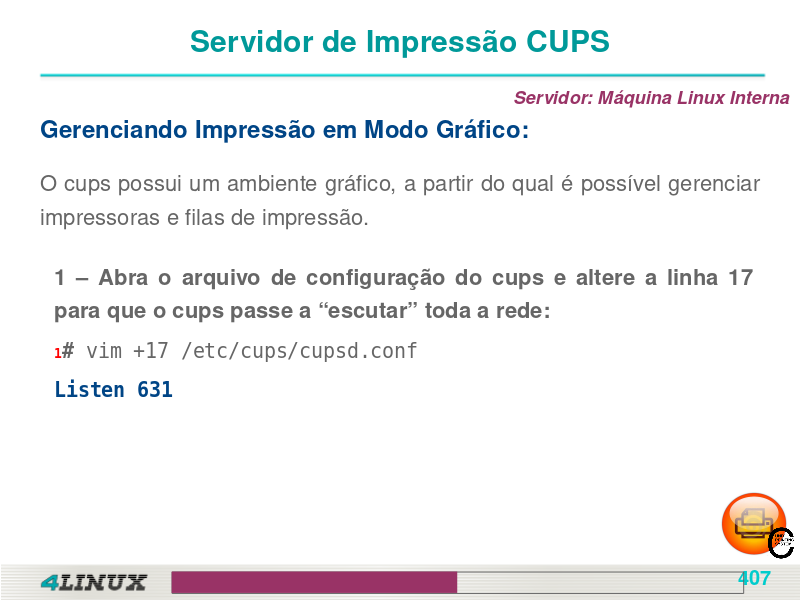 Servidor de Impressão CUPS
Servidor: Máquina Linux Interna
Gerenciando Impressão em Modo Gráfico:
O cups possui um ambiente gráfico, a partir do qual é possível gerenciar
impressoras e filas de impressão.
1 – Abra o arquivo de configuração do cups e altere a linha 17
para que o cups passe a “escutar” toda a rede:
1# vim +17 /etc/cups/cupsd.conf
Listen 631
4LINUX
407